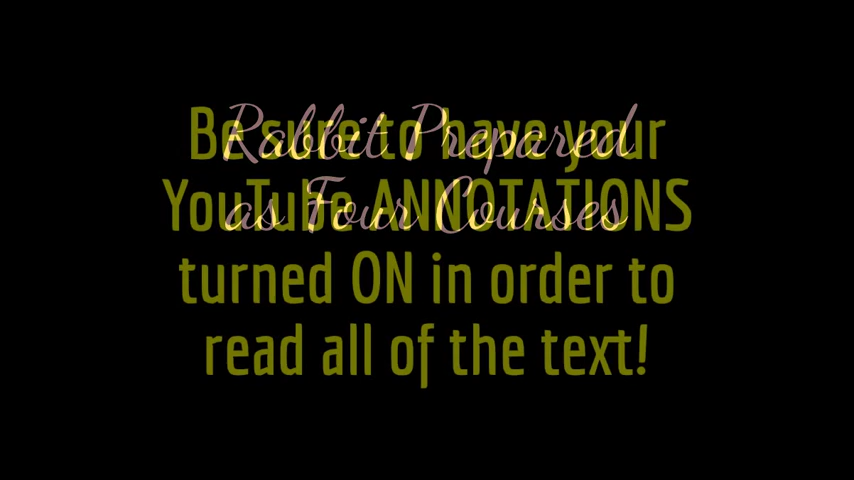 Rabbit Prepared
as Four Courses
Be sure to have your
YouTube ANNOTATIONS
turned ON in order to
read all of the text!